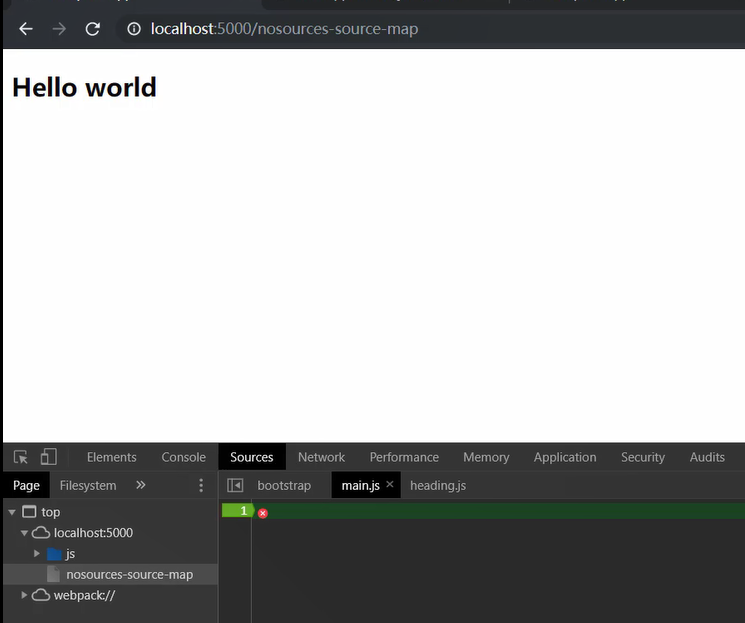 localhost:5000/nosources-source-map
Hello world
Elements Console Sources Network Performance Memory Application Security Audits
Page Filesystem » bootstrap main.js × heading.js
top 1
localhost:5000
js
nosources-source-map
webpack://